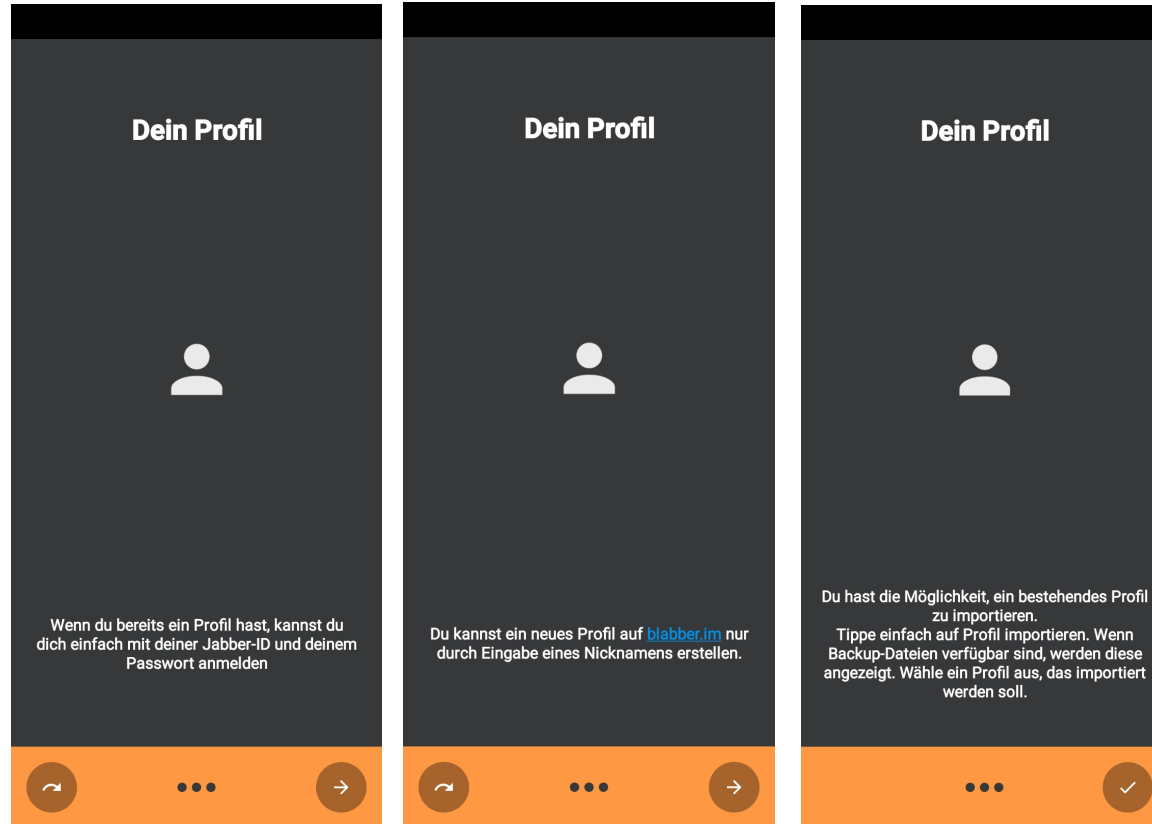 Dein Profil
Wenn du bereits ein Profil hast, kannst du
dich einfach mit deiner Jabber-ID und deinem
Passwort anmelden
Dein Profil
Du kannst ein neues Profil auf blabber.im nur
durch Eingabe eines Nicknamens erstellen.
Dein Profil
Du hast die Möglichkeit, ein bestehendes Profil
zu importieren.
Tippe einfach auf Profil importieren. Wenn
Backup-Dateien verfügbar sind, werden diese
angezeigt. Wähle ein Profil aus, das importiert
werden soll.